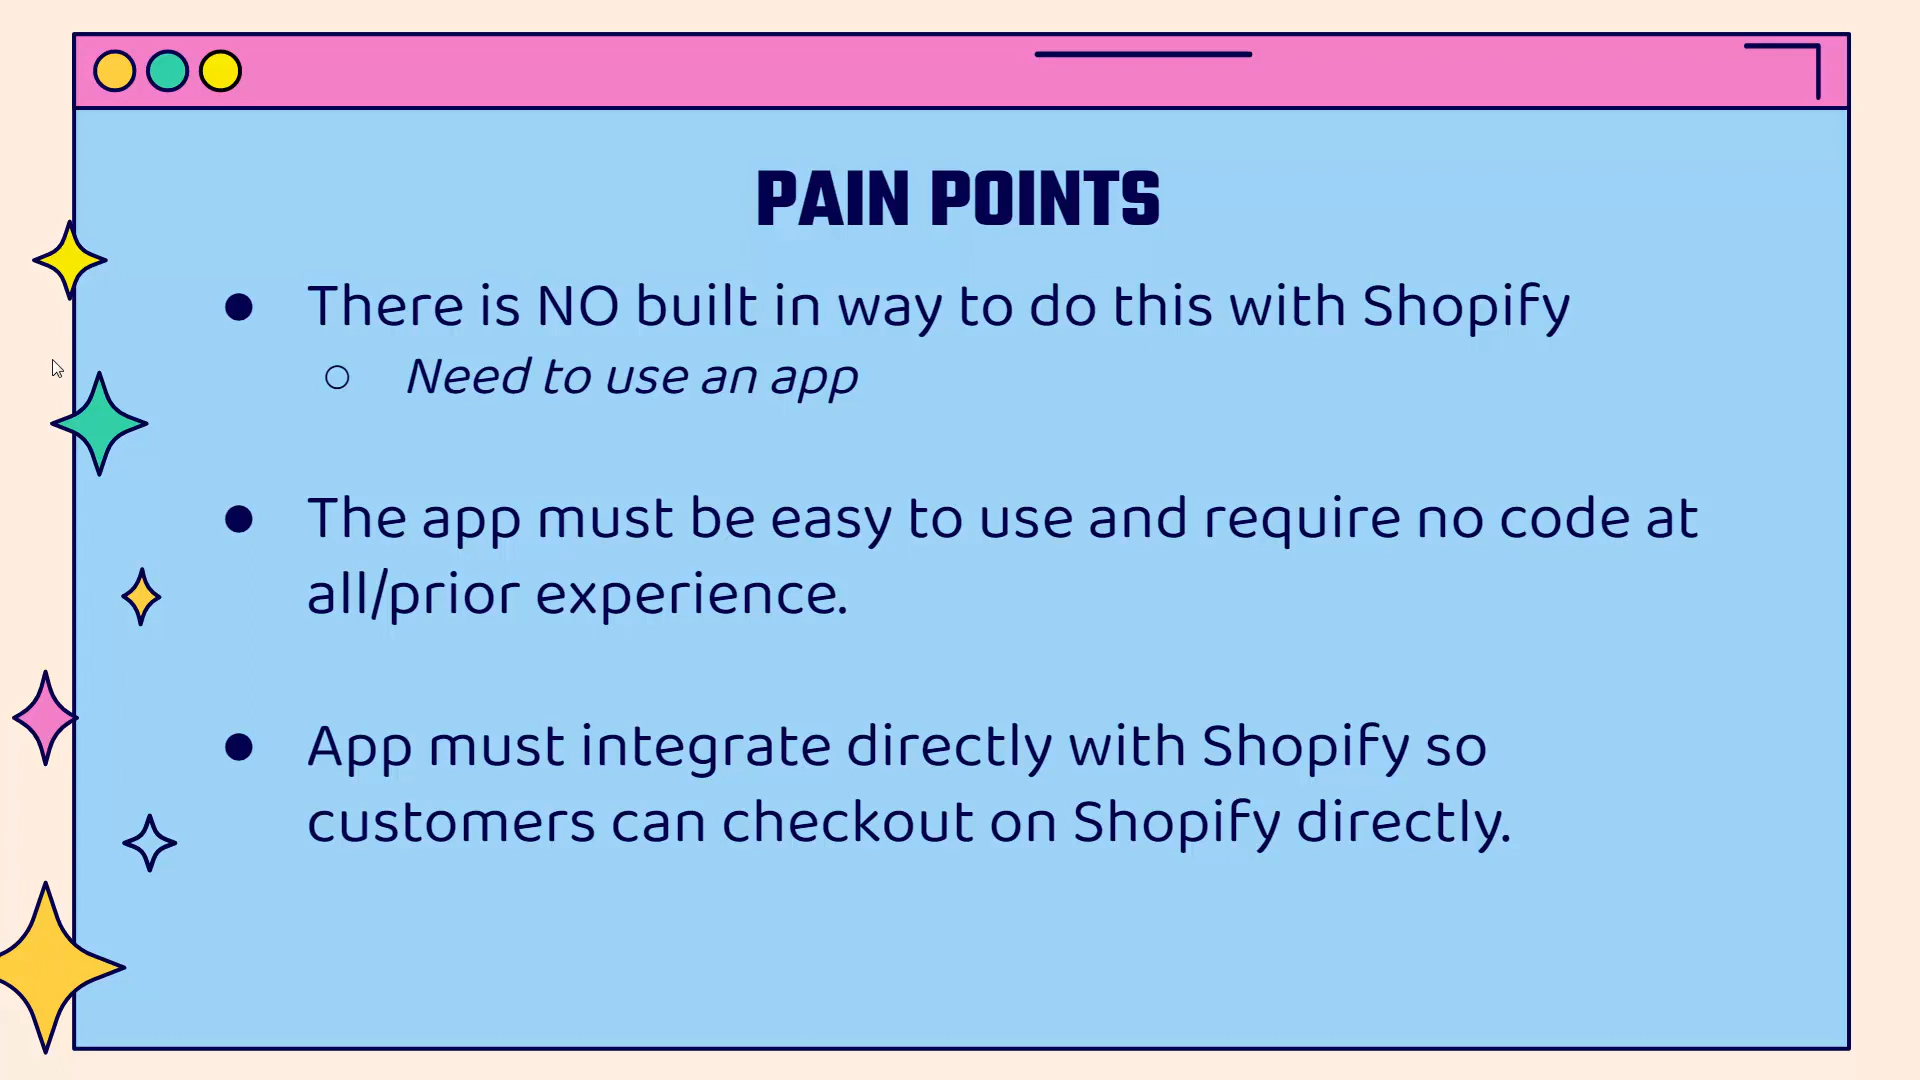 PAIN POINTS
● There is NO built in way to do this with Shopify
○ Need to use an app
● The app must be easy to use and require no code at
all/prior experience.
● App must integrate directly with Shopify so
customers can checkout on Shopify directly.